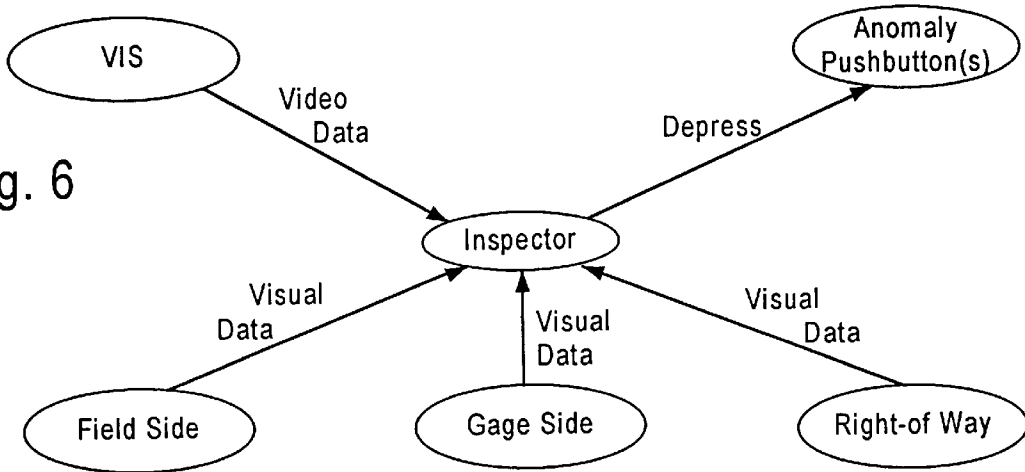 VIS
Anomaly
Pushbutton(s)
Video
Data
Depress
g. 6
Inspector
Visual
Data
Visual
Data
Visual
Data
Field Side
Gage Side
Right-of Way